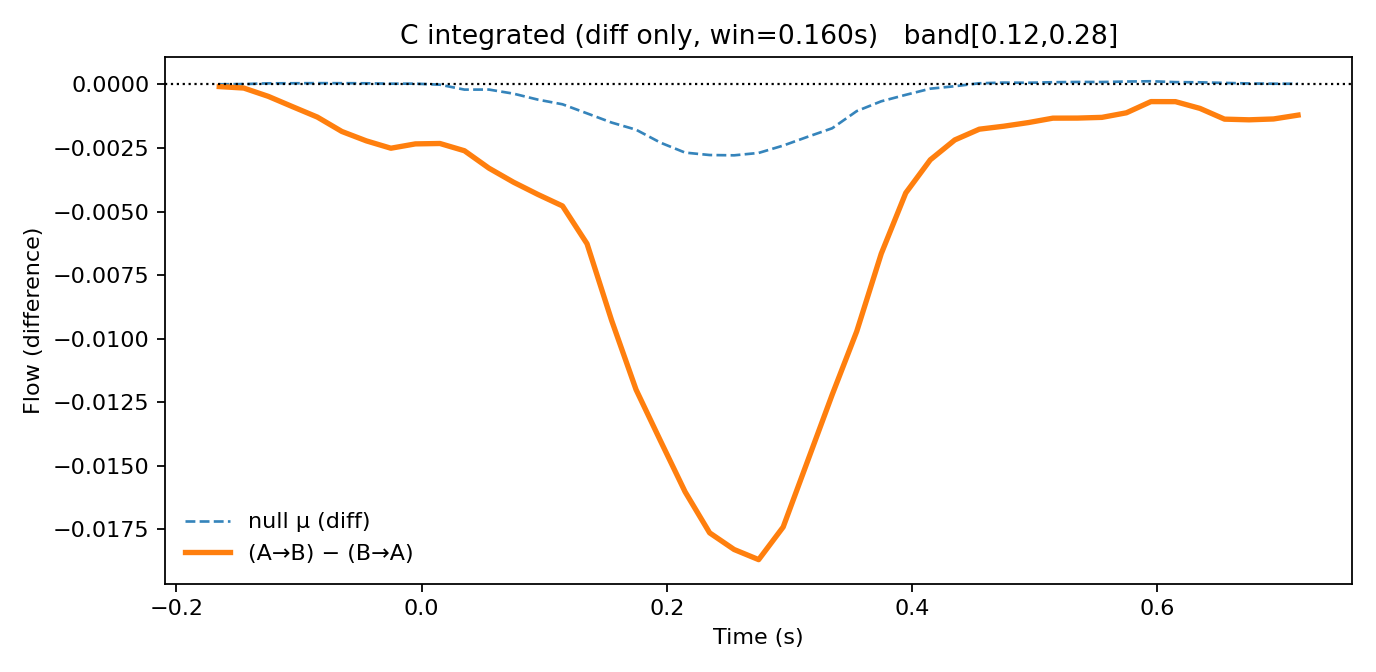 C integrated (diff only, win=0.160s)   band[0.12,0.28]
0.0000
−0.0025
−0.0050
−0.0075
−0.0100
−0.0125
−0.0150
−0.0175
Flow (difference)
null μ (diff)
(A→B) − (B→A)
−0.2 0.0 0.2 0.4 0.6
Time (s)